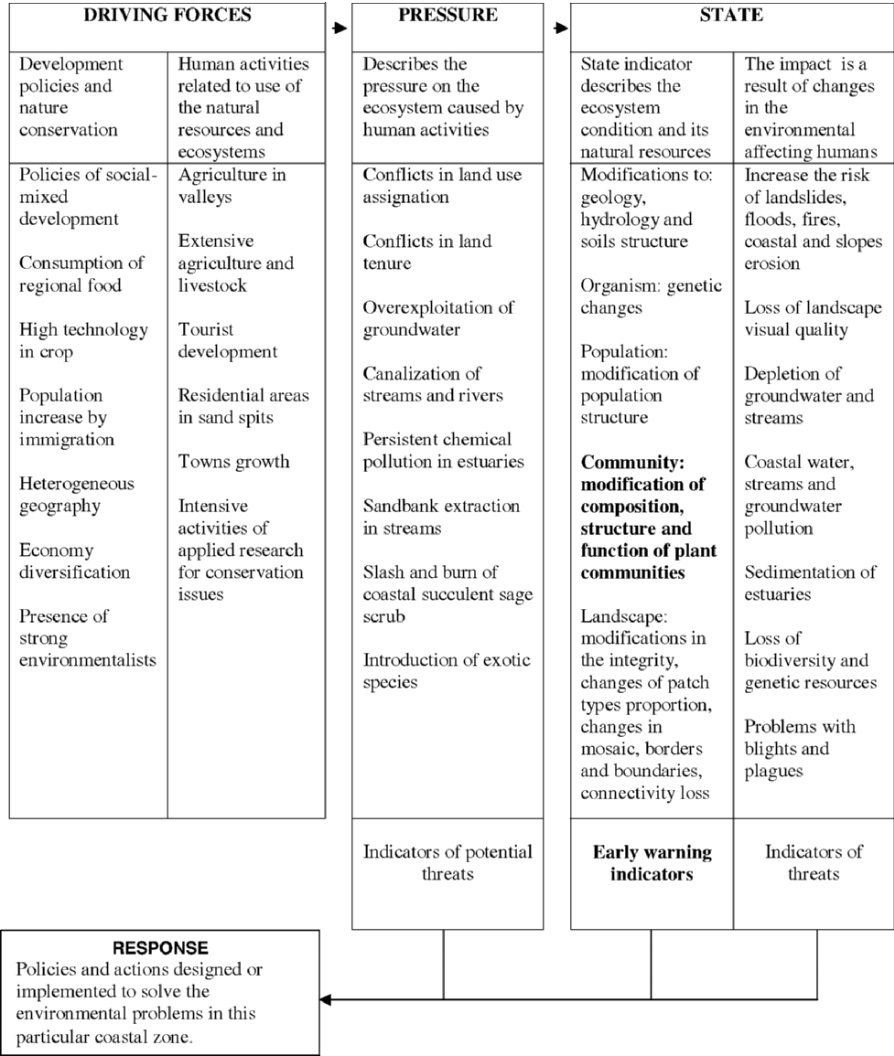 DRIVING FORCES
Development
policies and
nature
conservation
Human activities
related to use of
the natural
resources and
ecosystems
Policies of social-
mixed
development
Consumption of
regional food
High technology
in crop
Population
increase by
immigration
Heterogeneous
geography
Economy
diversification
Presence of
strong
environmentalists
Agriculture in
valleys
Extensive
agriculture and
livestock
Tourist
development
Residential areas
in sand spits
Towns growth
Intensive
activities of
applied research
for conservation
issues
PRESSURE
Describes the
pressure on the
ecosystem caused by
human activities
Conflicts in land use
assignation
Conflicts in land
tenure
Overexploitation of
groundwater
Canalization of
streams and rivers
Persistent chemical
pollution in estuaries
Sandbank extraction
in streams
Slash and burn of
coastal succulent sage
scrub
Introduction of exotic
species
Indicators of potential
threats
STATE
State indicator
describes the
ecosystem
condition and its
natural resources
Modifications to:
geology,
hydrology and
soils structure
Organism: genetic
changes
Population:
modification of
population
structure
Community:
modification of
composition,
structure and
function of plant
communities
Landscape:
modifications in
the integrity,
changes of patch
types proportion,
changes in
mosaic, borders
and boundaries,
connectivity loss
Early warning
indicators
The impact is a
result of changes
in the
environmental
affecting humans
Increase the risk
of landslides,
floods, fires,
coastal and slopes
erosion
Loss of landscape
visual quality
Depletion of
groundwater and
streams
Coastal water,
streams and
groundwater
pollution
Sedimentation of
estuaries
Loss of
biodiversity and
genetic resources
Problems with
blights and
plagues
Indicators of
threats
RESPONSE
Policies and actions designed or
implemented to solve the
environmental problems in this
particular coastal zone.